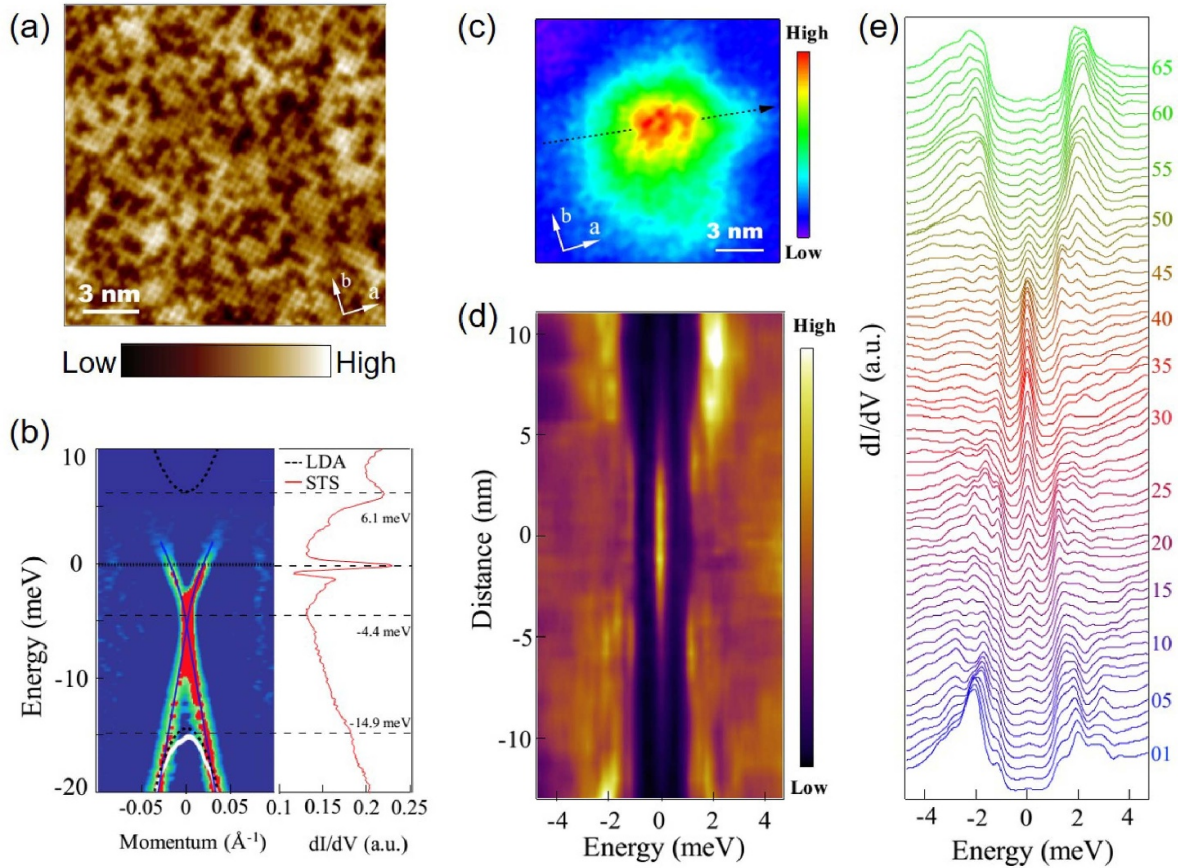 (a)
3 nm
b
a
Low
High
(b)
10
0
-10
-20
Energy (meV)
-0.05
0
0.05
Momentum (Å⁻¹)
LDA
STS
6.1 meV
-4.4 meV
-14.9 meV
0.1
0.15
0.2
0.25
dI/dV (a.u.)
(c)
b
a
3 nm
High
Low
(d)
10
5
0
-5
-10
Distance (nm)
-4
-2
0
2
4
Energy (meV)
High
Low
(e)
dI/dV (a.u.)
65
60
55
50
45
40
35
30
25
20
15
10
05
01
-4
-2
0
2
4
Energy (meV)